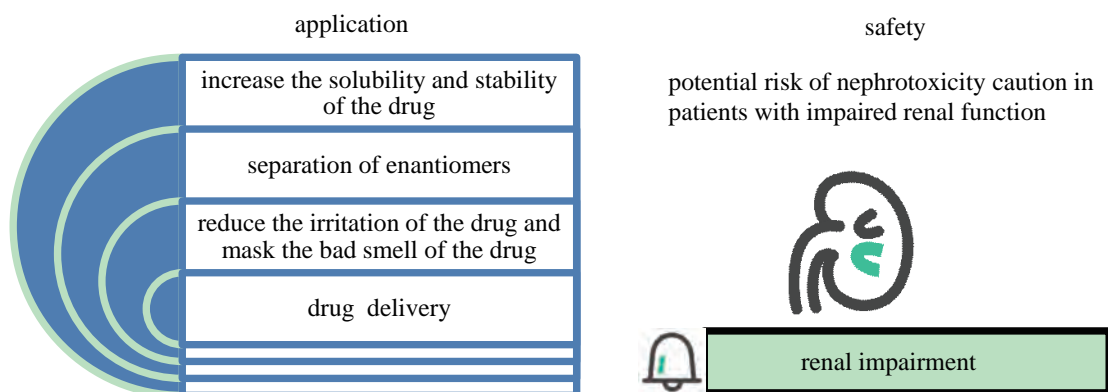 application
increase the solubility and stability
of the drug
separation of enantiomers
reduce the irritation of the drug and
mask the bad smell of the drug
drug delivery
safety
potential risk of nephrotoxicity caution in
patients with impaired renal function
renal impairment